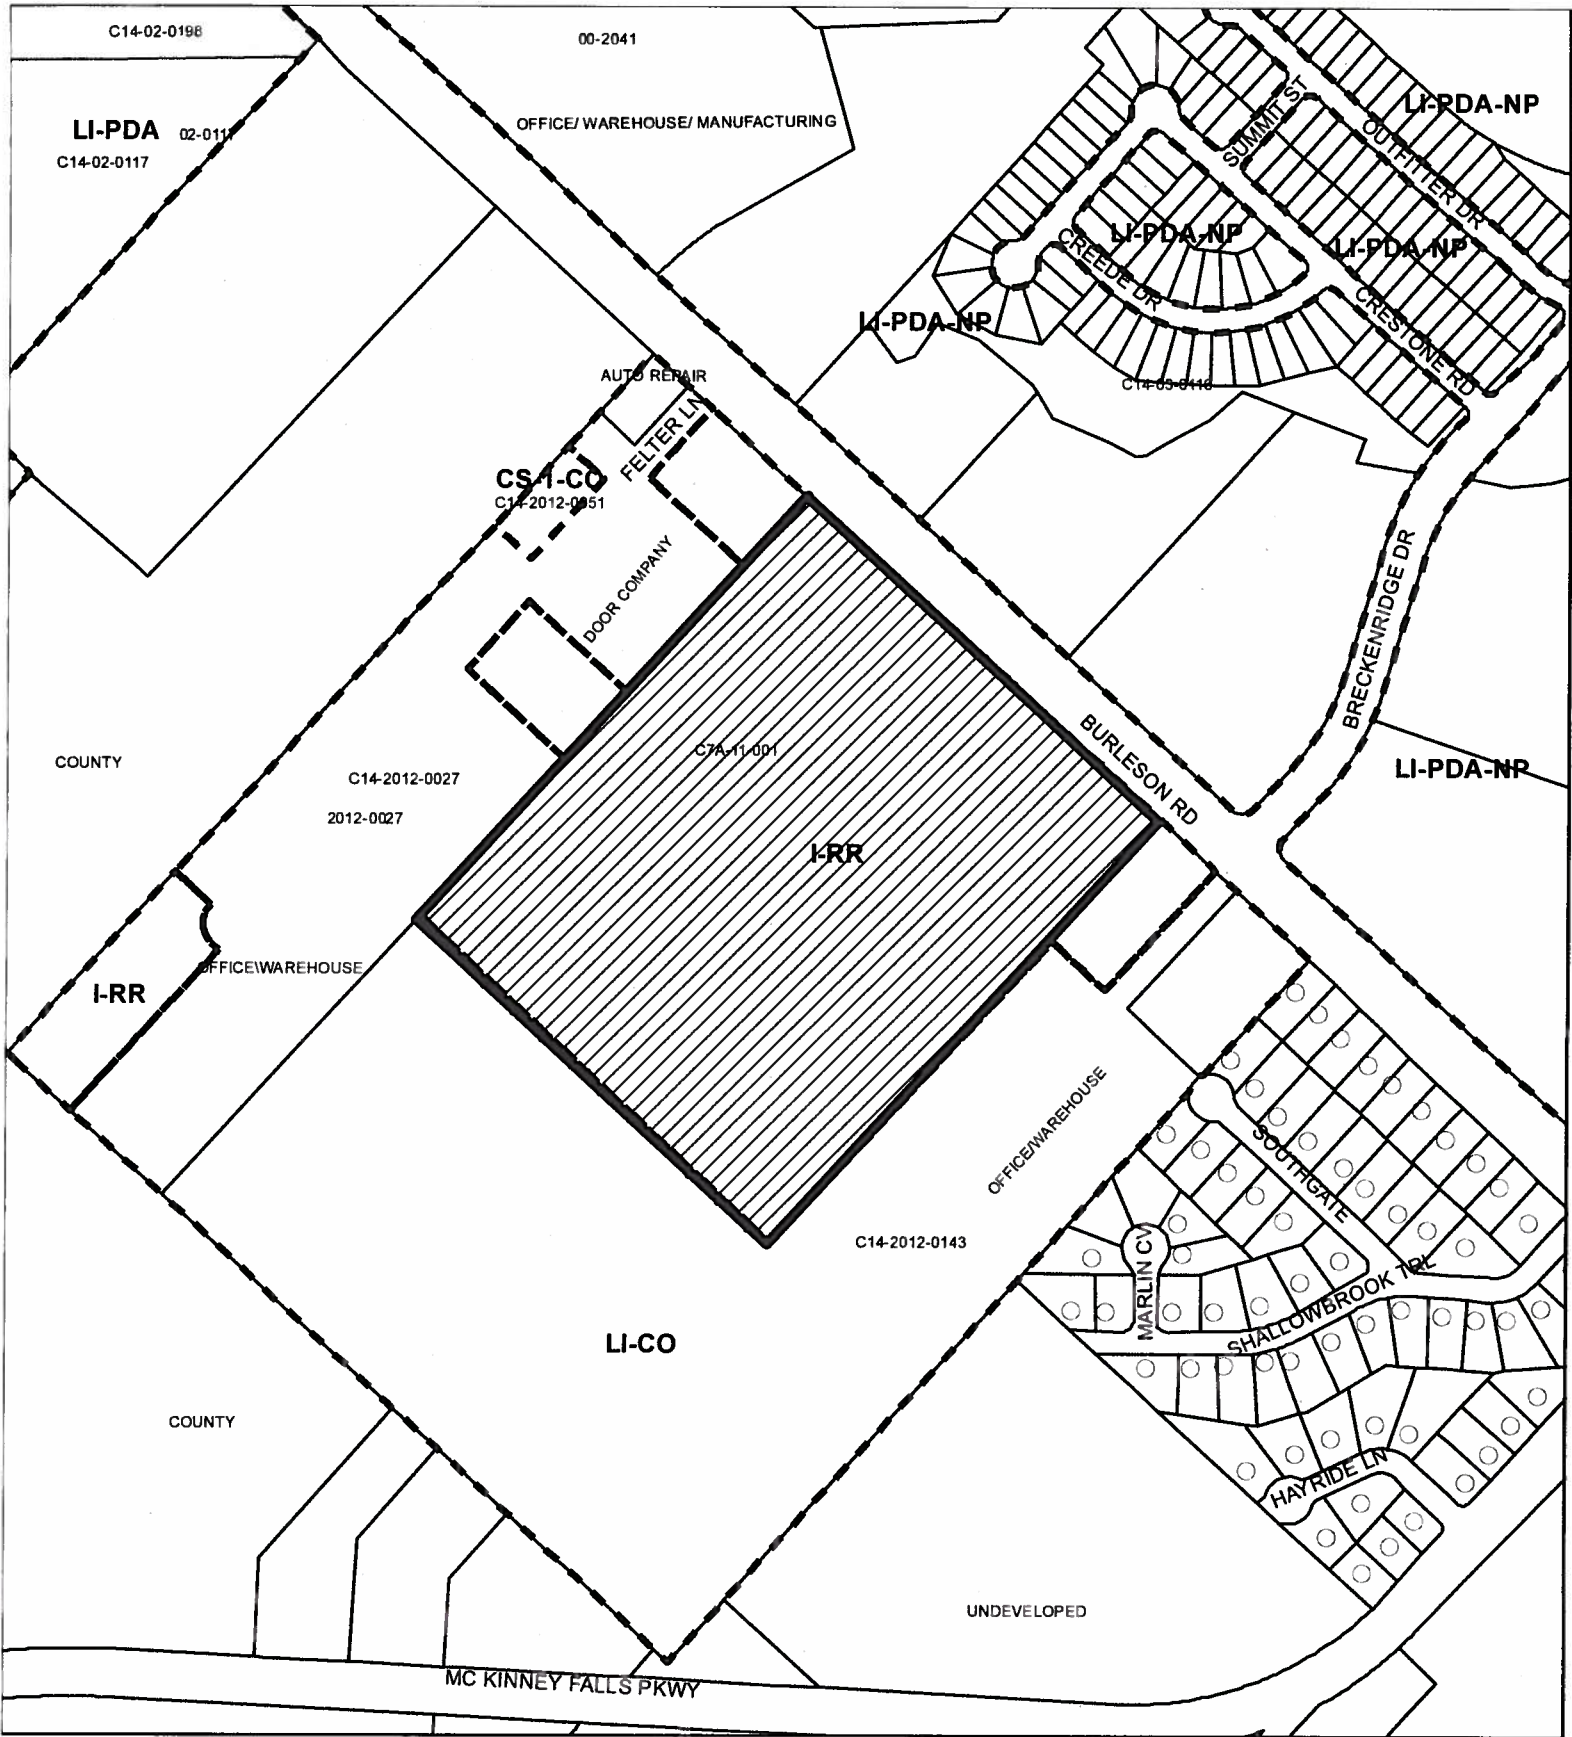 C14-02-0198
00-2041
LI-PDA-NP
LI-PDA
OFFICE/ WAREHOUSE/ MANUFACTURING
C14-02-0117
SUMMIT ST
OUTFITTER DR
LI-PDA-NP
LI-PDA-NP
CREEDE DR
LI-PDA-NP
CRESTONE RD
AUTO REPAIR
FELTER LN
CS-1-CO
C14-2012-0051
DOOR COMPANY
BRECKENRIDGE DR
BURLESON RD
C7A-11-001
COUNTY
LI-PDA-NP
C14-2012-0027
2012-0027
I-RR
OFFICE\WAREHOUSE
I-RR
OFFICE/WAREHOUSE
SOUTHGATE
C14-2012-0143
MARLIN CV
SHALLOWBROOK TRL
LI-CO
COUNTY
HAYRIDE LN
UNDEVELOPED
MC KINNEY FALLS PKWY